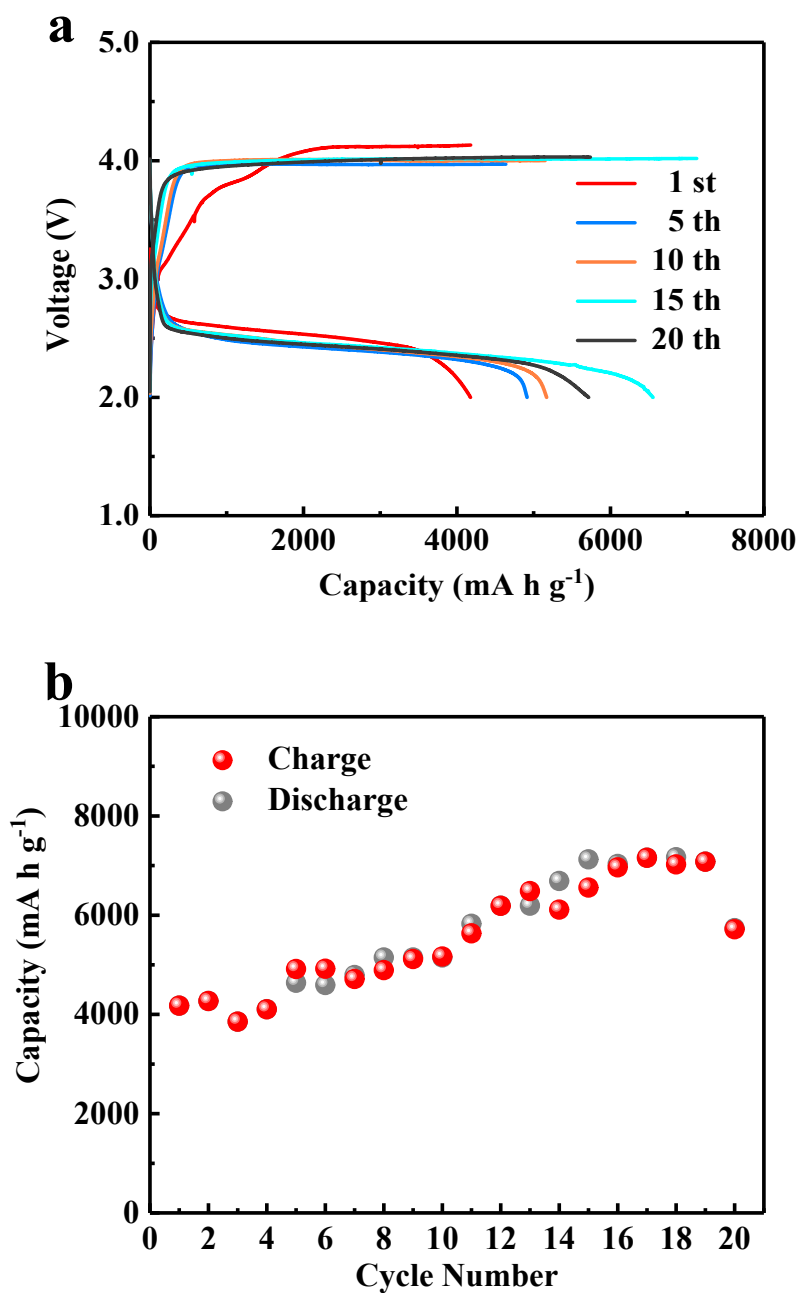 a
5.0
4.0
3.0
2.0
1.0
Voltage (V)
1 st
5 th
10 th
15 th
20 th
0 2000 4000 6000 8000
Capacity (mA h g⁻¹)
b
10000
8000
6000
4000
2000
0
Capacity (mA h g⁻¹)
Charge
Discharge
0 2 4 6 8 10 12 14 16 18 20
Cycle Number